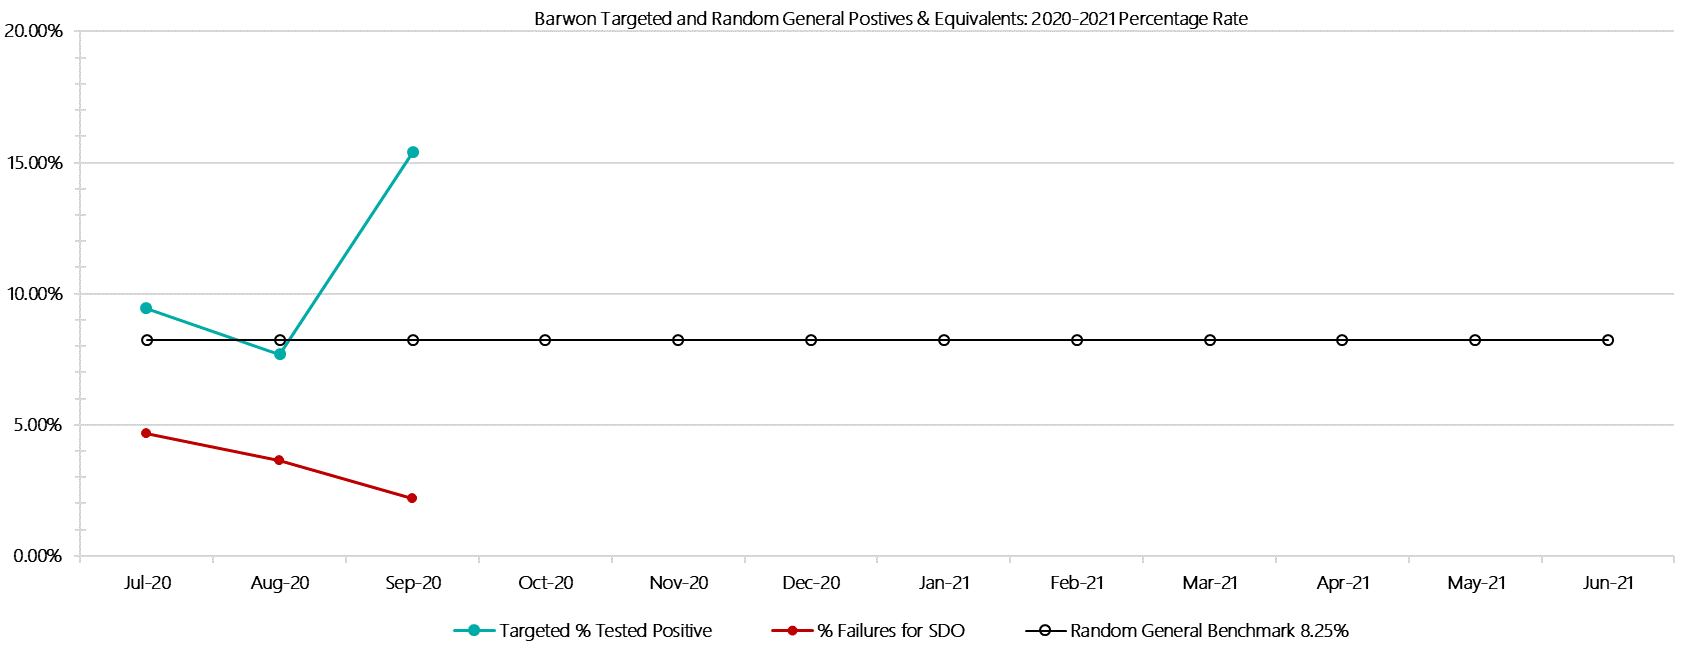 Barwon Targeted and Random General Postives & Equivalents: 2020-2021 Percentage Rate
20.00%
15.00%
10.00%
5.00%
0.00%
Jul-20 Aug-20 Sep-20 Oct-20 Nov-20 Dec-20 Jan-21 Feb-21 Mar-21 Apr-21 May-21 Jun-21
Targeted % Tested Positive % Failures for SDO Random General Benchmark 8.25%